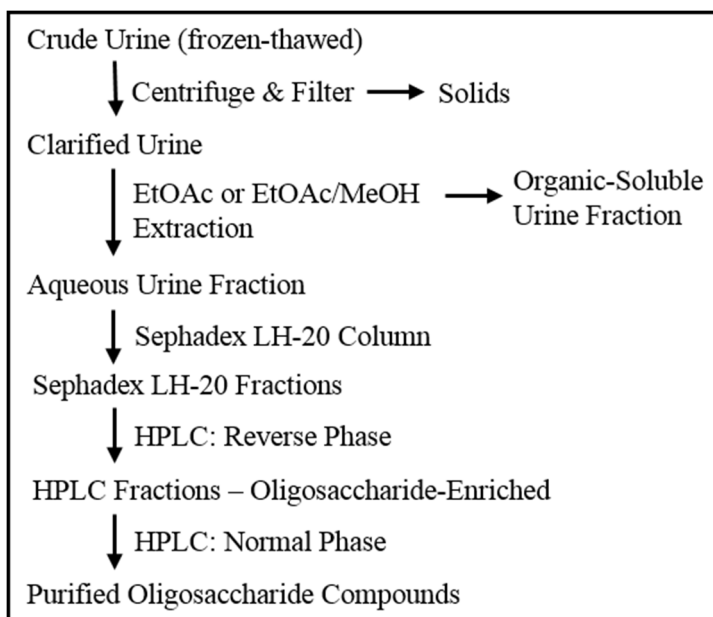 Crude Urine (frozen-thawed)
Centrifuge & Filter
Solids
Clarified Urine
EtOAc or EtOAc/MeOH
Extraction
Organic-Soluble
Urine Fraction
Aqueous Urine Fraction
Sephadex LH-20 Column
Sephadex LH-20 Fractions
HPLC: Reverse Phase
HPLC Fractions – Oligosaccharide-Enriched
HPLC: Normal Phase
Purified Oligosaccharide Compounds